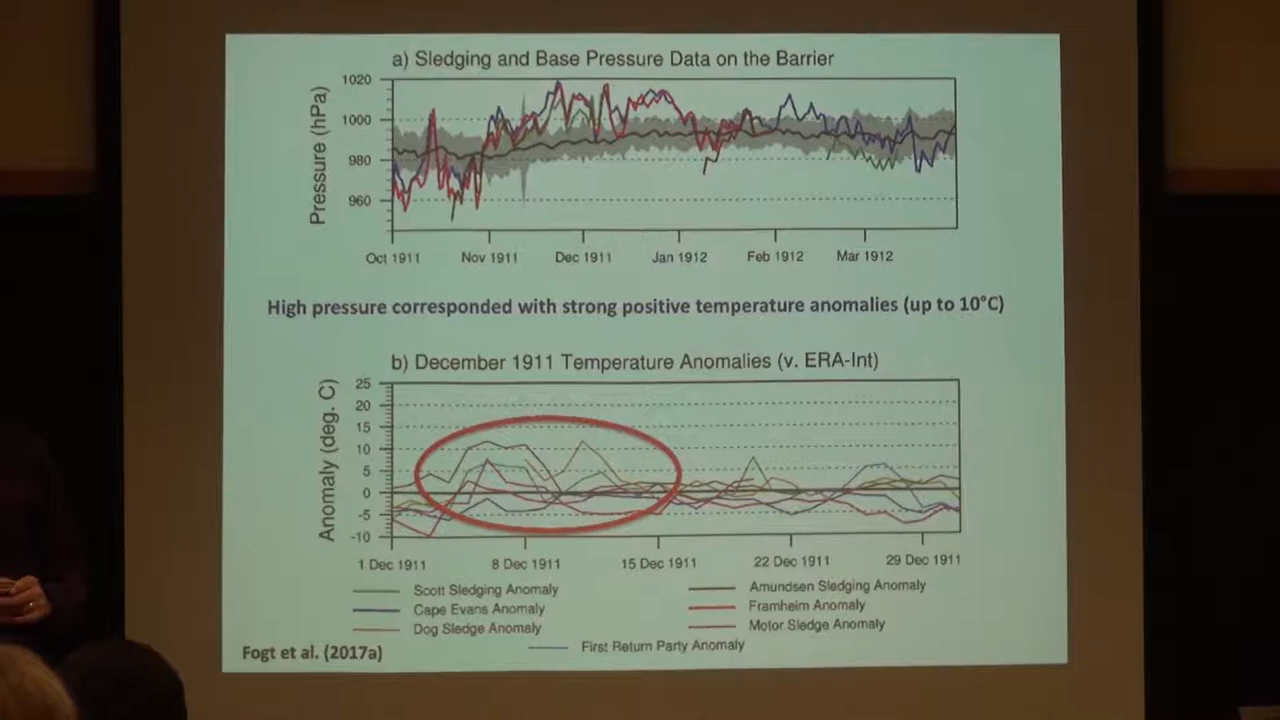 a) Sledging and Base Pressure Data on the Barrier
Pressure (hPa)
1020
1000
980
960
Oct 1911
Nov 1911
Dec 1911
Jan 1912
Feb 1912
Mar 1912
High pressure corresponded with strong positive temperature anomalies (up to 10°C)
b) December 1911 Temperature Anomalies (v. ERA-Int)
Anomaly (deg. C)
25
20
15
10
5
0
-5
-10
1 Dec 1911
8 Dec 1911
15 Dec 1911
22 Dec 1911
29 Dec 1911
Scott Sledging Anomaly
Amundsen Sledging Anomaly
Cape Evans Anomaly
Framheim Anomaly
Dog Sledge Anomaly
Motor Sledge Anomaly
First Return Party Anomaly
Fogt et al. (2017a)